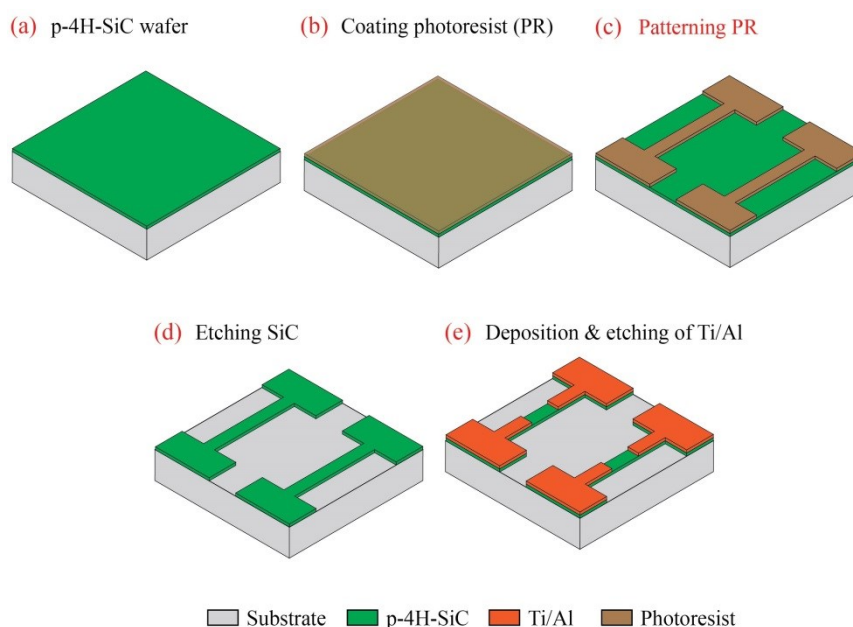 (a) p-4H-SiC wafer
(b) Coating photoresist (PR)
(c) Patterning PR
(d) Etching SiC
(e) Deposition & etching of Ti/Al
Substrate p-4H-SiC Ti/Al Photoresist